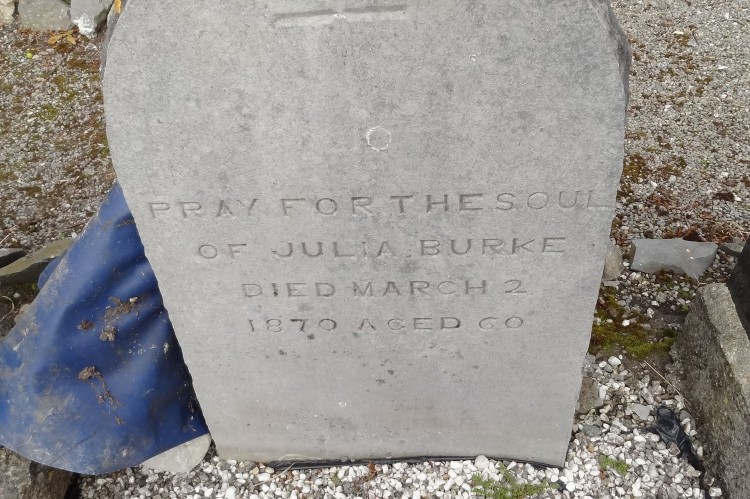 PRAY FOR THE SOUL
OF JULIA BURKE
DIED MARCH 2
1870 AGED 60